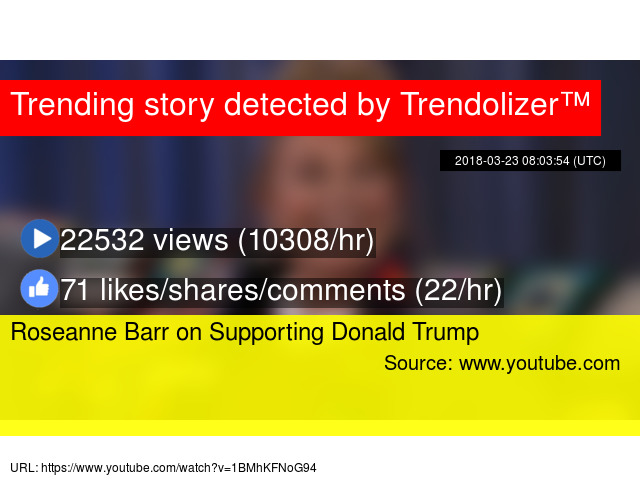 Trending story detected by Trendolizer™
2018-03-23 08:03:54 (UTC)
22532 views (10308/hr)
71 likes/shares/comments (22/hr)
Roseanne Barr on Supporting Donald Trump
Source: www.youtube.com
URL: https://www.youtube.com/watch?v=1BMhKFNoG94